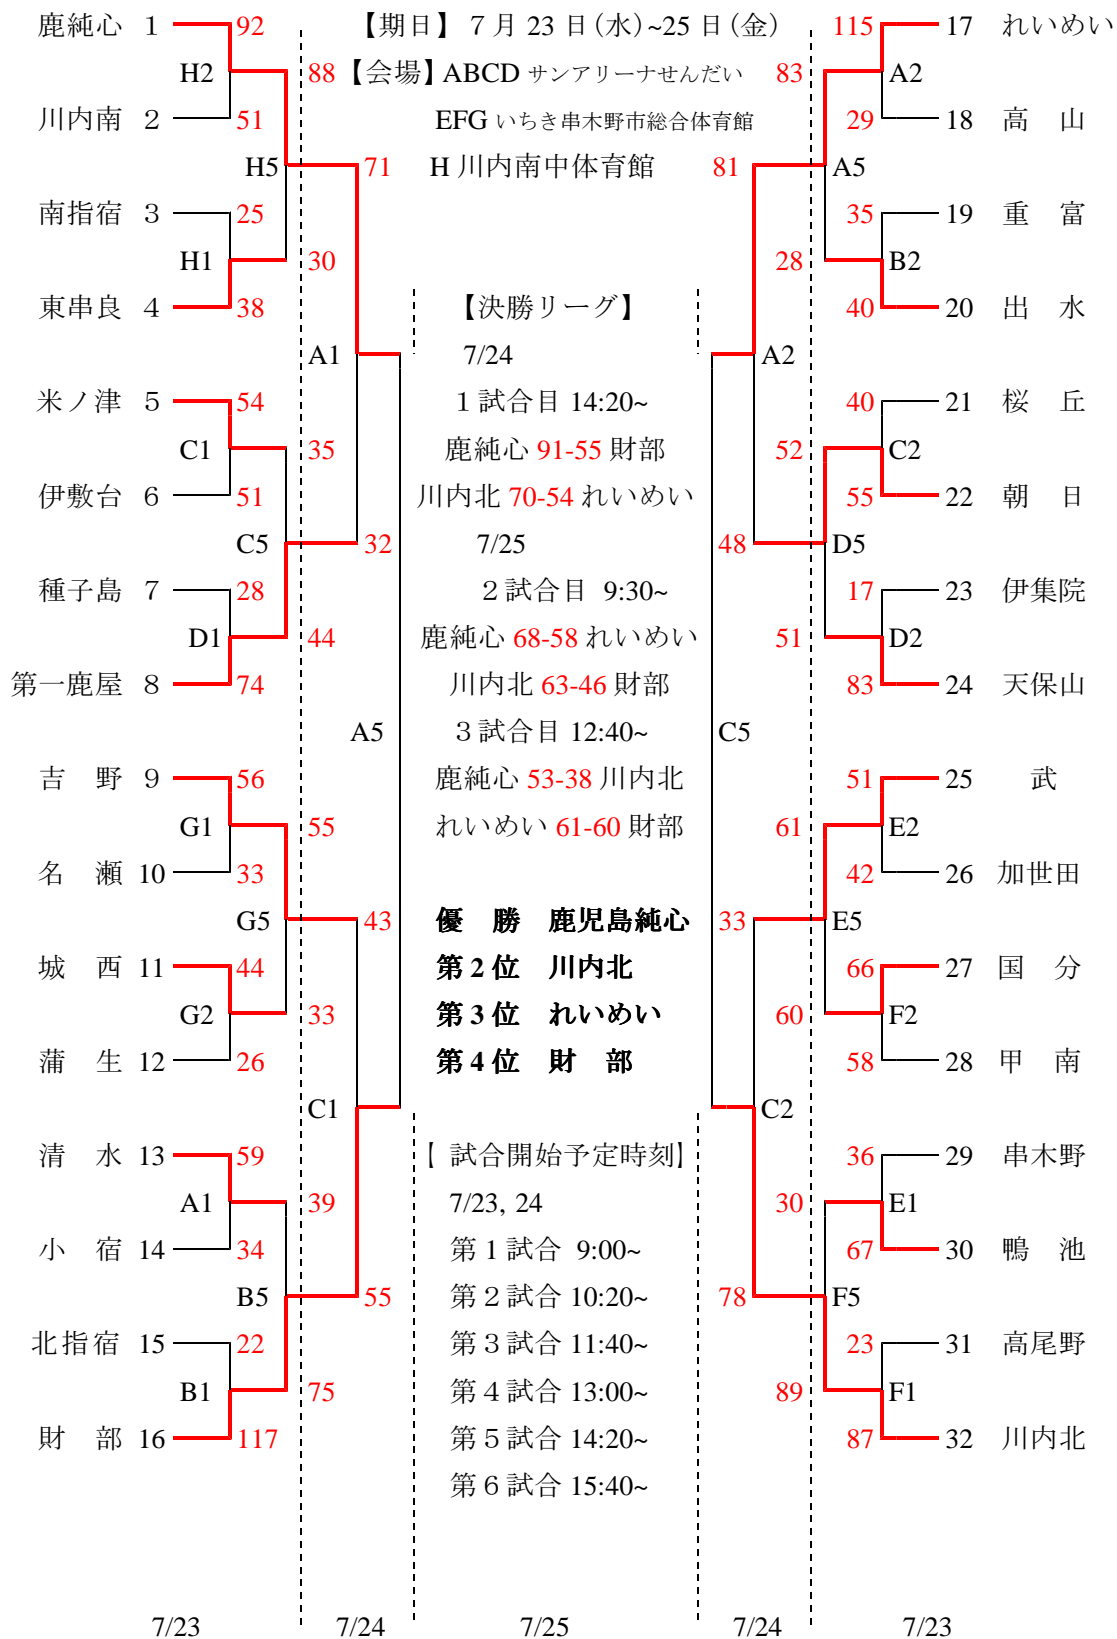 鹿純心 1 92 【期日】 7月 23 日(水)~25 日(金) 115 17 れいめい
H2 88 【会場】ABCD サンアリーナせんだい 83 A2
川内南 2 51 EFG いちき串木野市総合体育館 29 18 高 山
H5 71 H 川内南中体育館 81 A5
南指宿 3 25 35 19 重 富
H1 30 28 B2
東串良 4 38 【決勝リーグ】 40 20 出 水
A1 7/24 A2
米ノ津 5 54 1試合目 14:20~ 40 21 桜 丘
C1 35 鹿純心 91-55 財部 52 C2
伊敷台 6 51 川内北 70-54 れいめい 55 22 朝 日
C5 32 7/25 48 D5
種子島 7 28 2試合目 9:30~ 17 23 伊集院
D1 44 鹿純心 68-58 れいめい 51 D2
第一鹿屋 8 74 川内北 63-46 財部 83 24 天保山
A5 3試合目 12:40~ C5
吉 野 9 56 鹿純心 53-38 川内北 51 25 武
G1 55 れいめい 61-60 財部 61 E2
名 瀬 10 33 42 26 加世田
G5 43 優 勝 鹿児島純心 33 E5
城 西 11 44 第2位 川内北 66 27 国 分
G2 33 第3位 れいめい 60 F2
蒲 生 12 26 第4位 財 部 58 28 甲 南
C1 C2
清 水 13 59 【 試合開始予定時刻】 36 29 串木野
A1 39 7/23, 24 30 E1
小 宿 14 34 第1試合 9:00~ 67 30 鴨 池
B5 55 第2試合 10:20~ 78 F5
北指宿 15 22 第3試合 11:40~ 23 31 高尾野
B1 75 第4試合 13:00~ 89 F1
財 部 16 117 第5試合 14:20~ 87 32 川内北
第6試合 15:40~
7/23 7/24 7/25 7/24 7/23